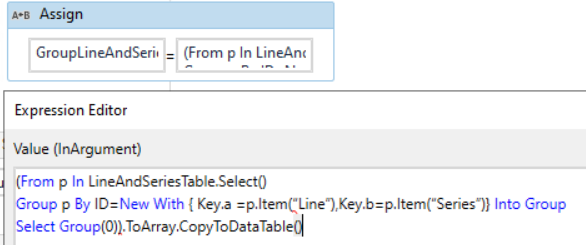 A+B Assign
GroupLineAndSeri = (From p In LineAn
Expression Editor
Value (InArgument)
(From p In LineAndSeriesTable.Select()
Group p By ID=New With { Key.a =p.Item(“Line”),Key.b=p.Item(“Series”)} Into Group
Select Group(0)).ToArray.CopyToDataTable()